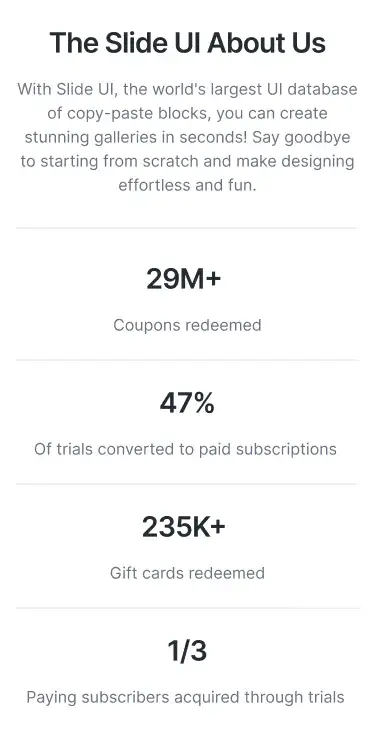 The Slide UI About Us
With Slide UI, the world's largest UI database
of copy-paste blocks, you can create
stunning galleries in seconds! Say goodbye
to starting from scratch and make designing
effortless and fun.
29M+
Coupons redeemed
47%
Of trials converted to paid subscriptions
235K+
Gift cards redeemed
1/3
Paying subscribers acquired through trials